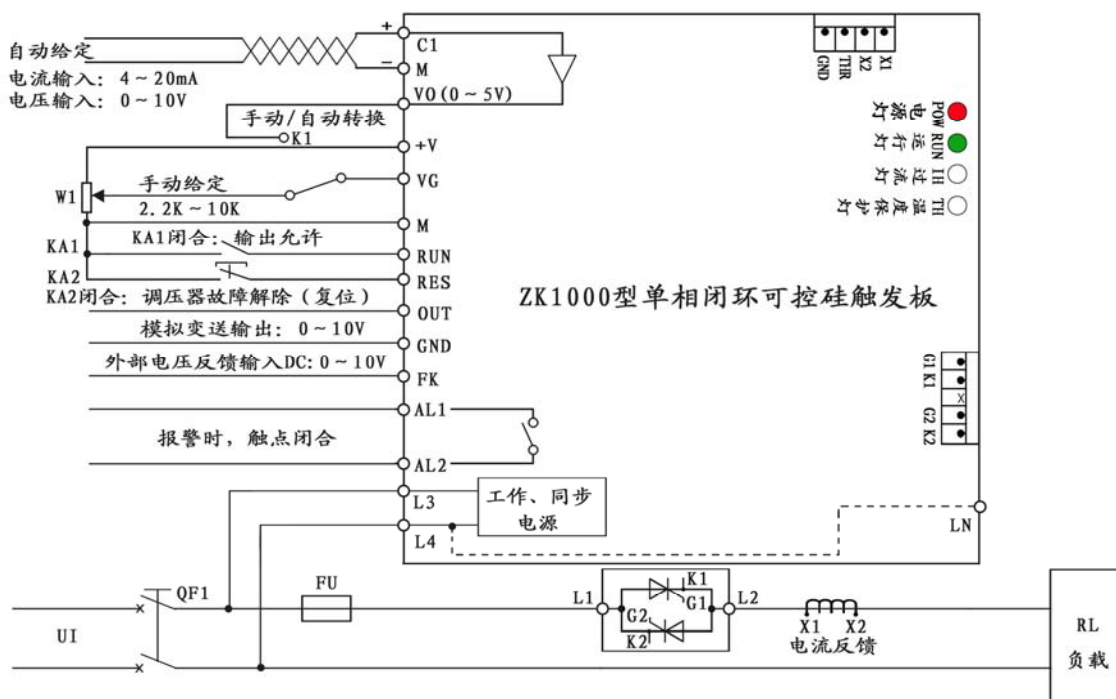 自动给定
电流输入: 4～20mA
电压输入: 0～10V
+
C1
−
M
VO(0～5V)
手动/自动转换
K1
+V
W1
手动给定
VG
2.2K～10K
M
KA1
KA1闭合: 输出允许
RUN
KA2
RES
KA2闭合: 调压器故障解除(复位)
OUT
模拟变送输出: 0～10V
GND
外部电压反馈输入DC: 0～10V
FK
AL1
报警时, 触点闭合
AL2
L3
L4
工作、同步
电源
GND
THR
X2
X1
POW 电源灯
RUN 运行灯
IH 过流灯
TH 温度保护灯
ZK1000型单相闭环可控硅触发板
G1
K1
X
G2
K2
LN
UI
QF1
FU
L1
K1
G1
G2
K2
L2
X1
X2
电流反馈
RL
负载